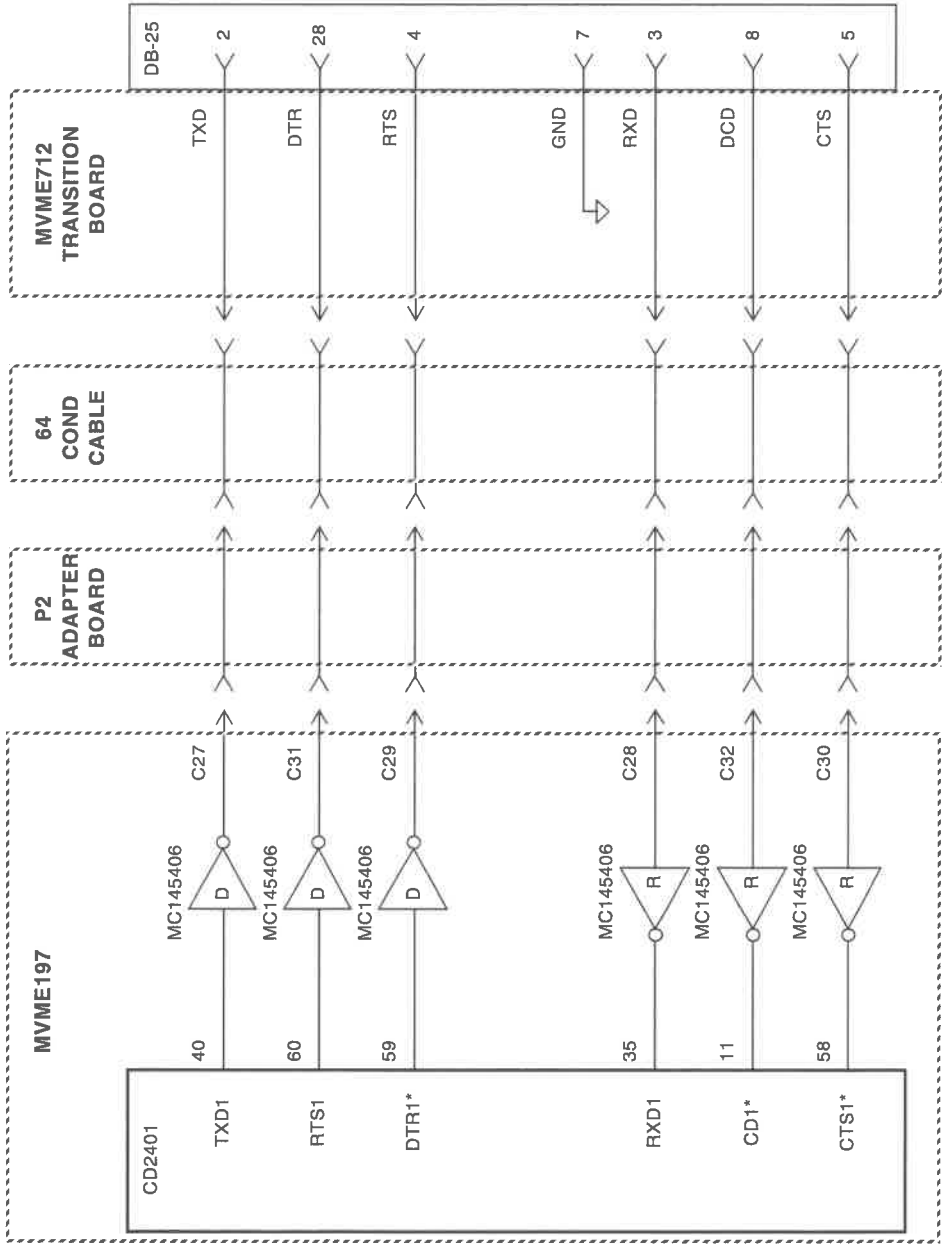 MVME197
P2
ADAPTER
BOARD
64
COND
CABLE
MVME712
TRANSITION
BOARD
CD2401
DB-25
TXD1
40
MC145406
D
C27
TXD
2
RTS1
60
MC145406
D
C31
DTR
28
DTR1*
59
MC145406
D
C29
RTS
4
GND
7
RXD1
35
MC145406
R
C28
RXD
3
CD1*
11
MC145406
R
C32
DCD
8
CTS1*
58
MC145406
R
C30
CTS
5